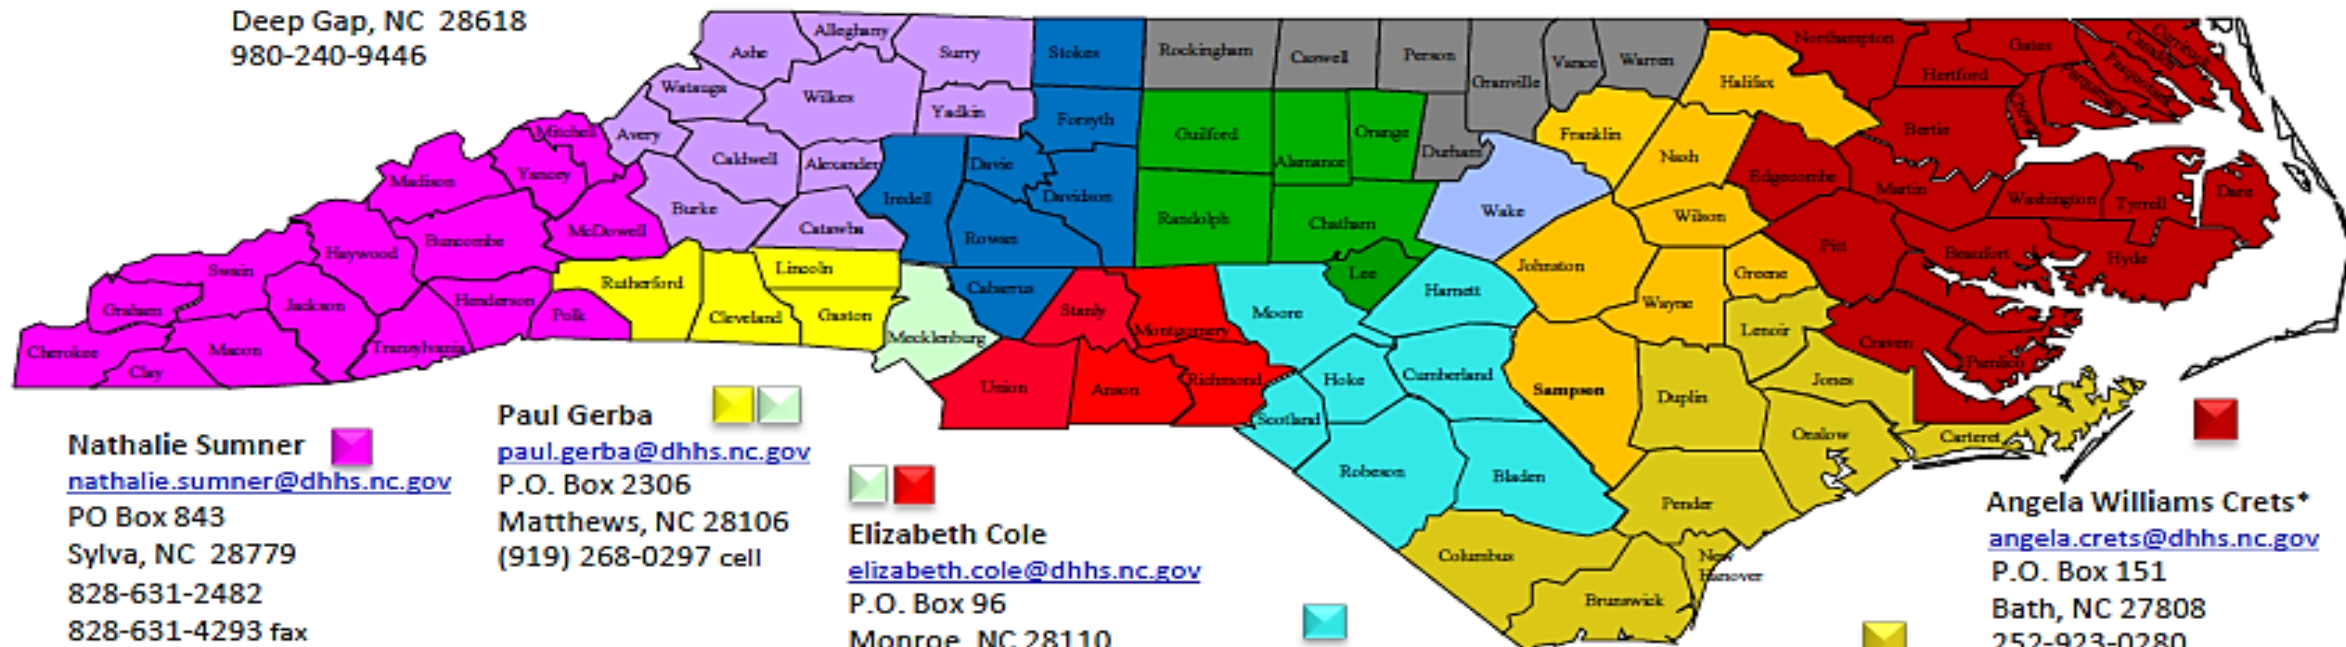 Deep Gap, NC 28618
980-240-9446
Ashe
Alleghany
Surry
Stokes
Rockingham
Caswell
Person
Granville
Vance
Warren
Northampton
Gates
Hertford
Camden
Currituck
Pasquotank
Perquimans
Chowan
Halifax
Watauga
Wilkes
Yadkin
Forsyth
Guilford
Alamance
Orange
Durham
Franklin
Nash
Bertie
Mitchell
Avery
Caldwell
Alexander
Iredell
Davie
Davidson
Edgecombe
Martin
Washington
Tyrrell
Dare
Madison
Yancey
Burke
Catawba
Rowan
Randolph
Chatham
Wake
Wilson
McDowell
Buncombe
Haywood
Swain
Rutherford
Lincoln
Lee
Johnston
Greene
Pitt
Beaufort
Hyde
Graham
Jackson
Henderson
Polk
Cleveland
Gaston
Cabarrus
Stanly
Montgomery
Moore
Harnett
Wayne
Lenoir
Craven
Pamlico
Cherokee
Clay
Macon
Transylvania
Mecklenburg
Union
Anson
Richmond
Scotland
Hoke
Cumberland
Sampson
Duplin
Jones
Onslow
Carteret
Robeson
Bladen
Pender
Columbus
Brunswick
New
Hanover
Nathalie Sumner
nathalie.sumner@dhhs.nc.gov
PO Box 843
Sylva, NC 28779
828-631-2482
828-631-4293 fax
Paul Gerba
paul.gerba@dhhs.nc.gov
P.O. Box 2306
Matthews, NC 28106
(919) 268-0297 cell
Elizabeth Cole
elizabeth.cole@dhhs.nc.gov
P.O. Box 96
Monroe, NC 28110
Angela Williams Crets*
angela.crets@dhhs.nc.gov
P.O. Box 151
Bath, NC 27808
252-923-0280